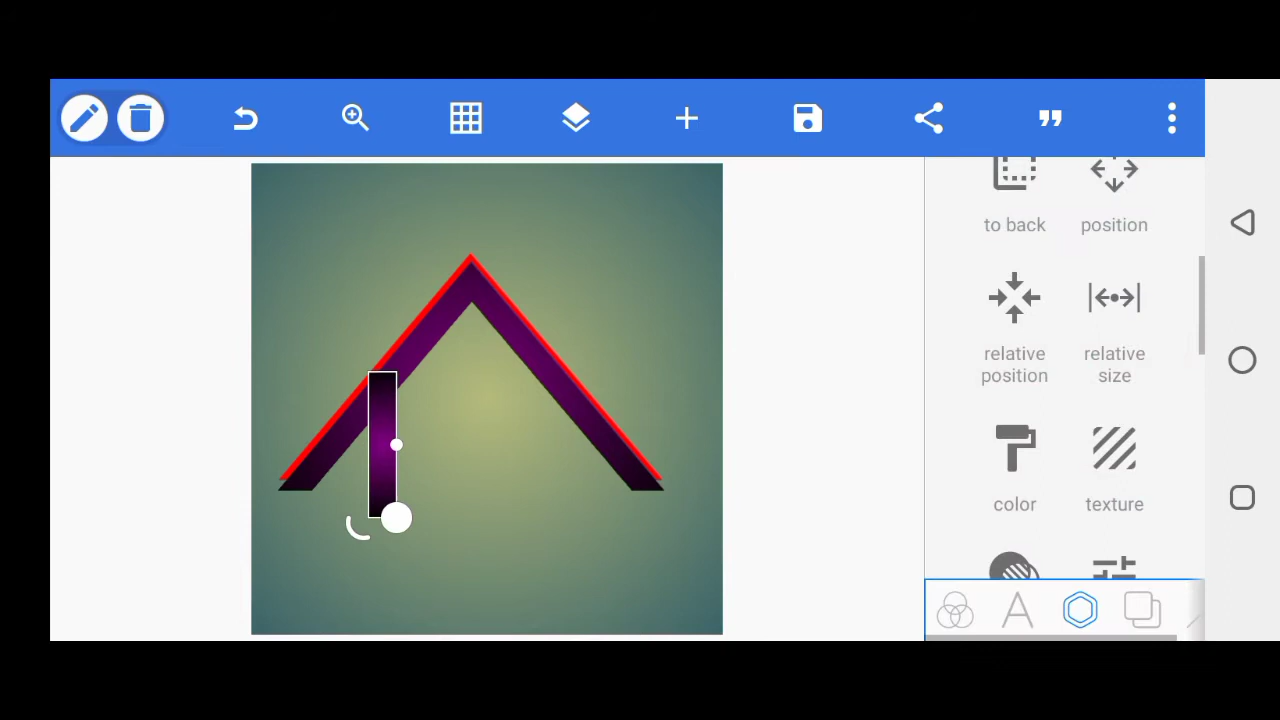 to back
position
relative
position
relative
size
color
texture